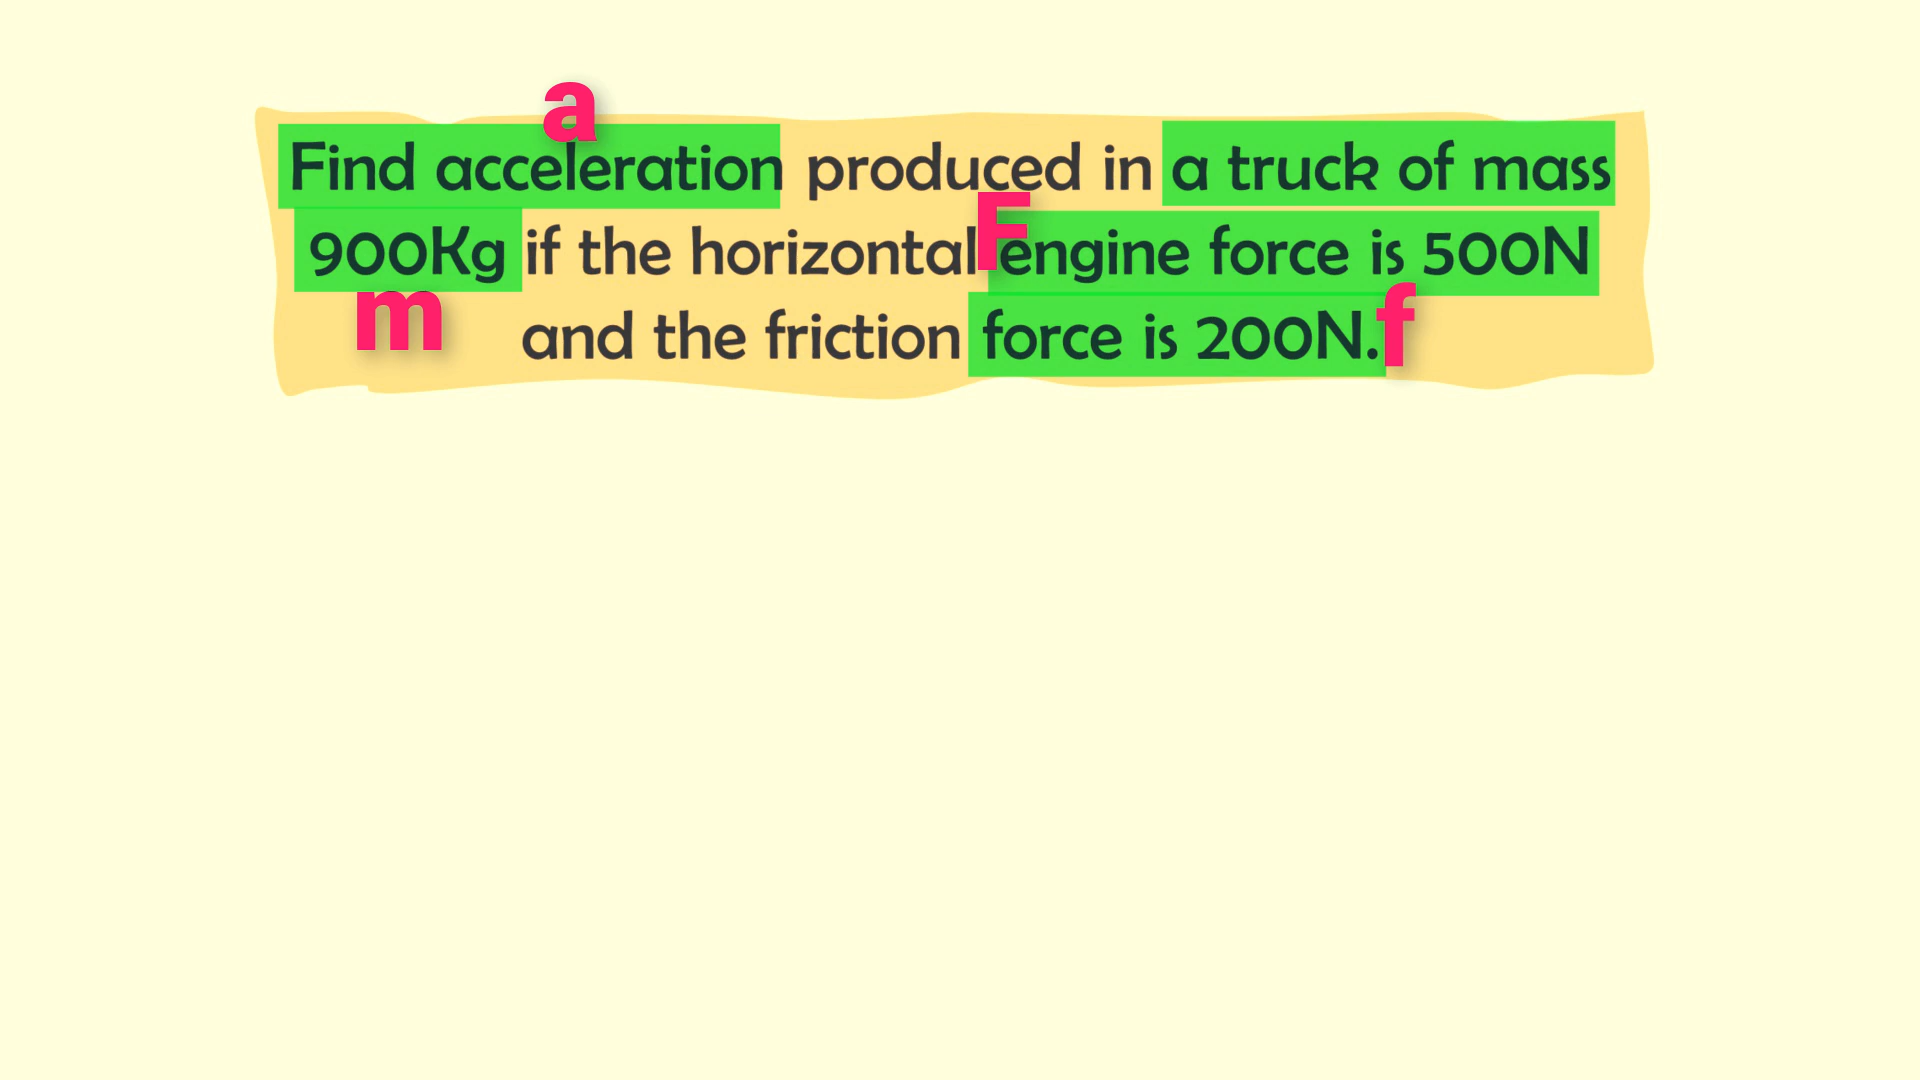 a
Find acceleration produced in a truck of mass
F
900Kg if the horizontal engine force is 500N
m
f
and the friction force is 200N.